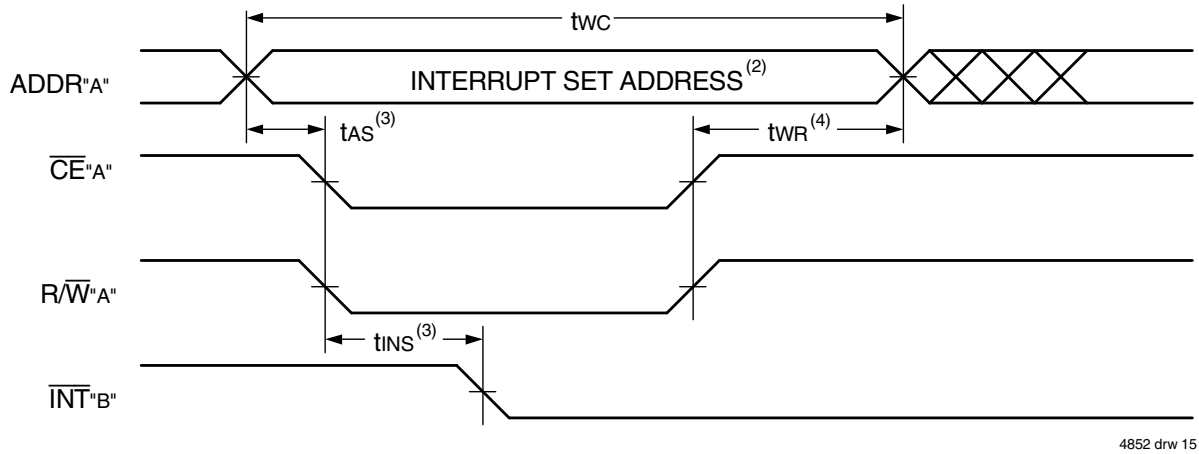 tWC
ADDR"A"
INTERRUPT SET ADDRESS(2)
tAS(3)
tWR(4)
CE"A"
R/W"A"
tINS(3)
INT"B"
4852 drw 15